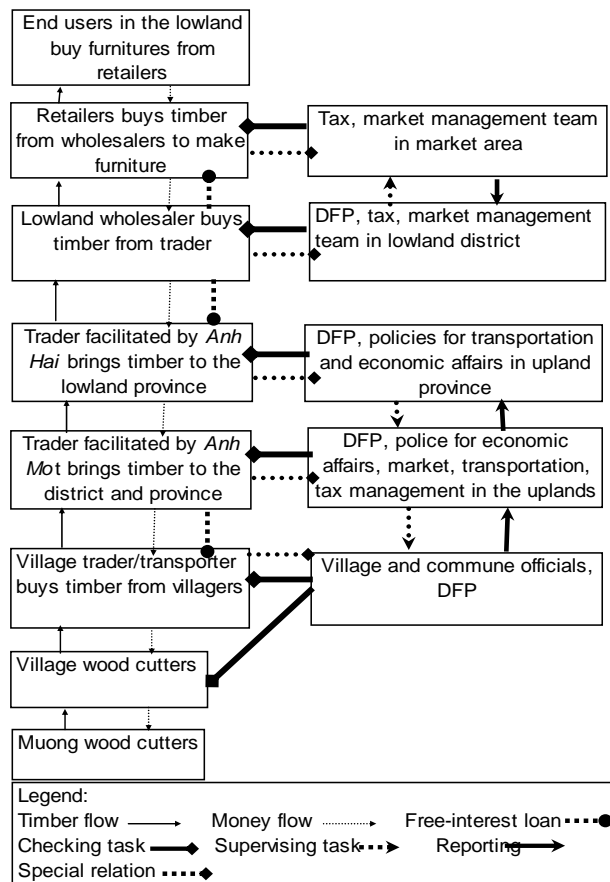 End users in the lowland
buy furnitures from
retailers
Retailers buys timber
from wholesalers to make
furniture
Tax, market management team
in market area
Lowland wholesaler buys
timber from trader
DFP, tax, market management
team in lowland district
Trader facilitated by Anh
Hai brings timber to the
lowland province
DFP, policies for transportation
and economic affairs in upland
province
Trader facilitated by Anh
Mot brings timber to the
district and province
DFP, police for economic
affairs, market, transportation,
tax management in the uplands
Village trader/transporter
buys timber from villagers
Village and commune officials,
DFP
Village wood cutters
Muong wood cutters
Legend:
Timber flow Money flow Free-interest loan
Checking task Supervising task Reporting
Special relation